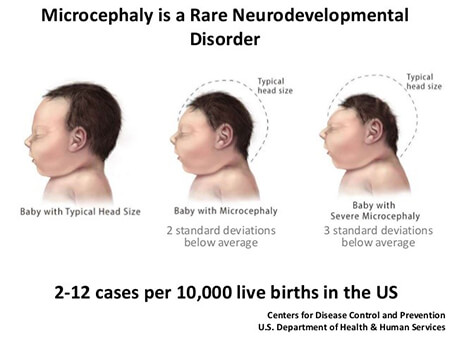 Microcephaly is a Rare Neurodevelopmental
Disorder
Typical
head size
Typical
head size
Baby with Typical Head Size
Baby with Microcephaly
2 standard deviations
below average
Baby with
Severe Microcephaly
3 standard deviations
below average
2-12 cases per 10,000 live births in the US
Centers for Disease Control and Prevention
U.S. Department of Health & Human Services